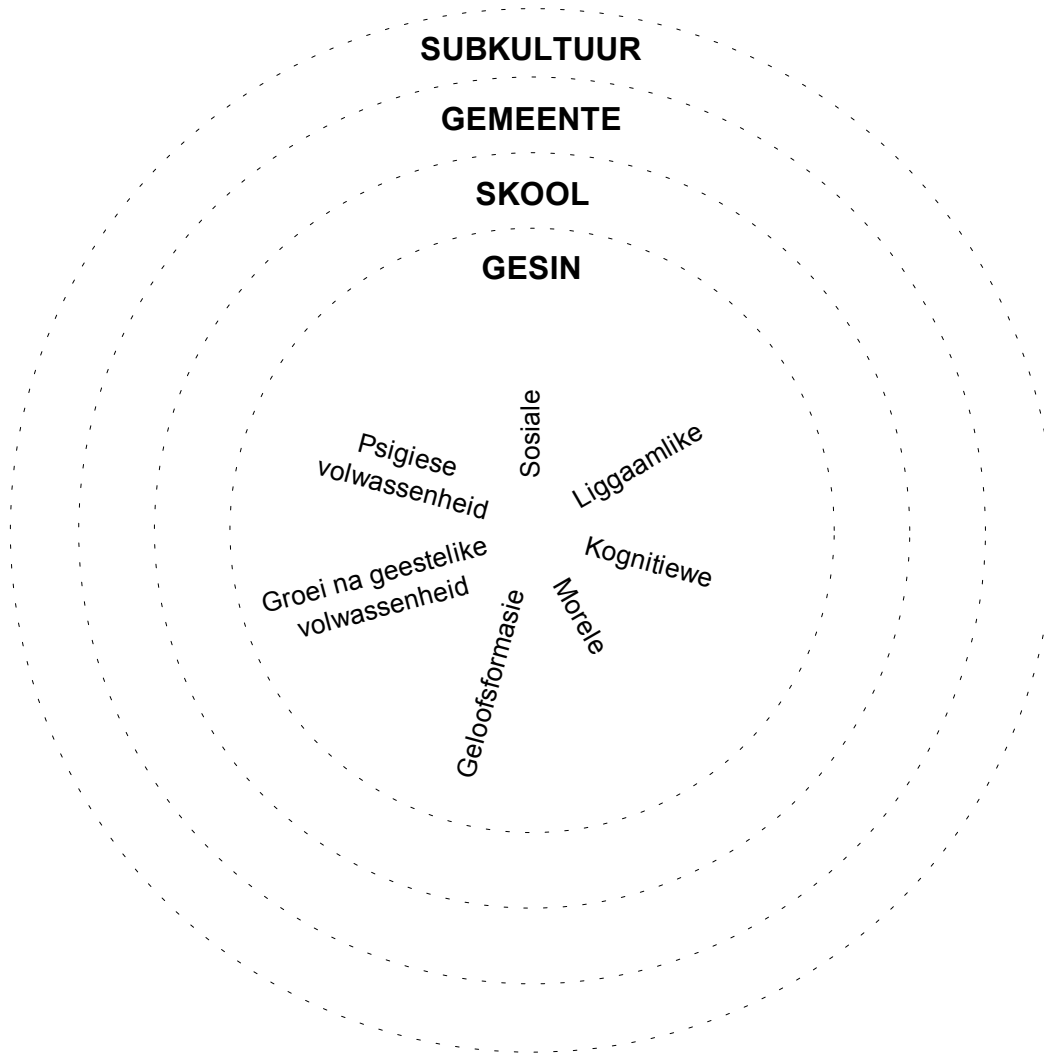 SUBKULTUUR
GEMEENTE
SKOOL
GESIN
Sosiale
Liggaamlike
Kognitiewe
Morele
Geloofsformasie
Groei na geestelike
volwassenheid
Psigiese
volwassenheid